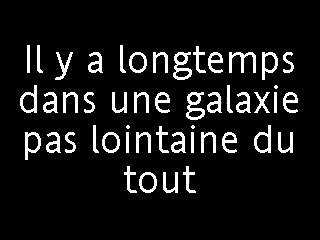 Il y a longtemps
dans une galaxie
pas lointaine du
tout